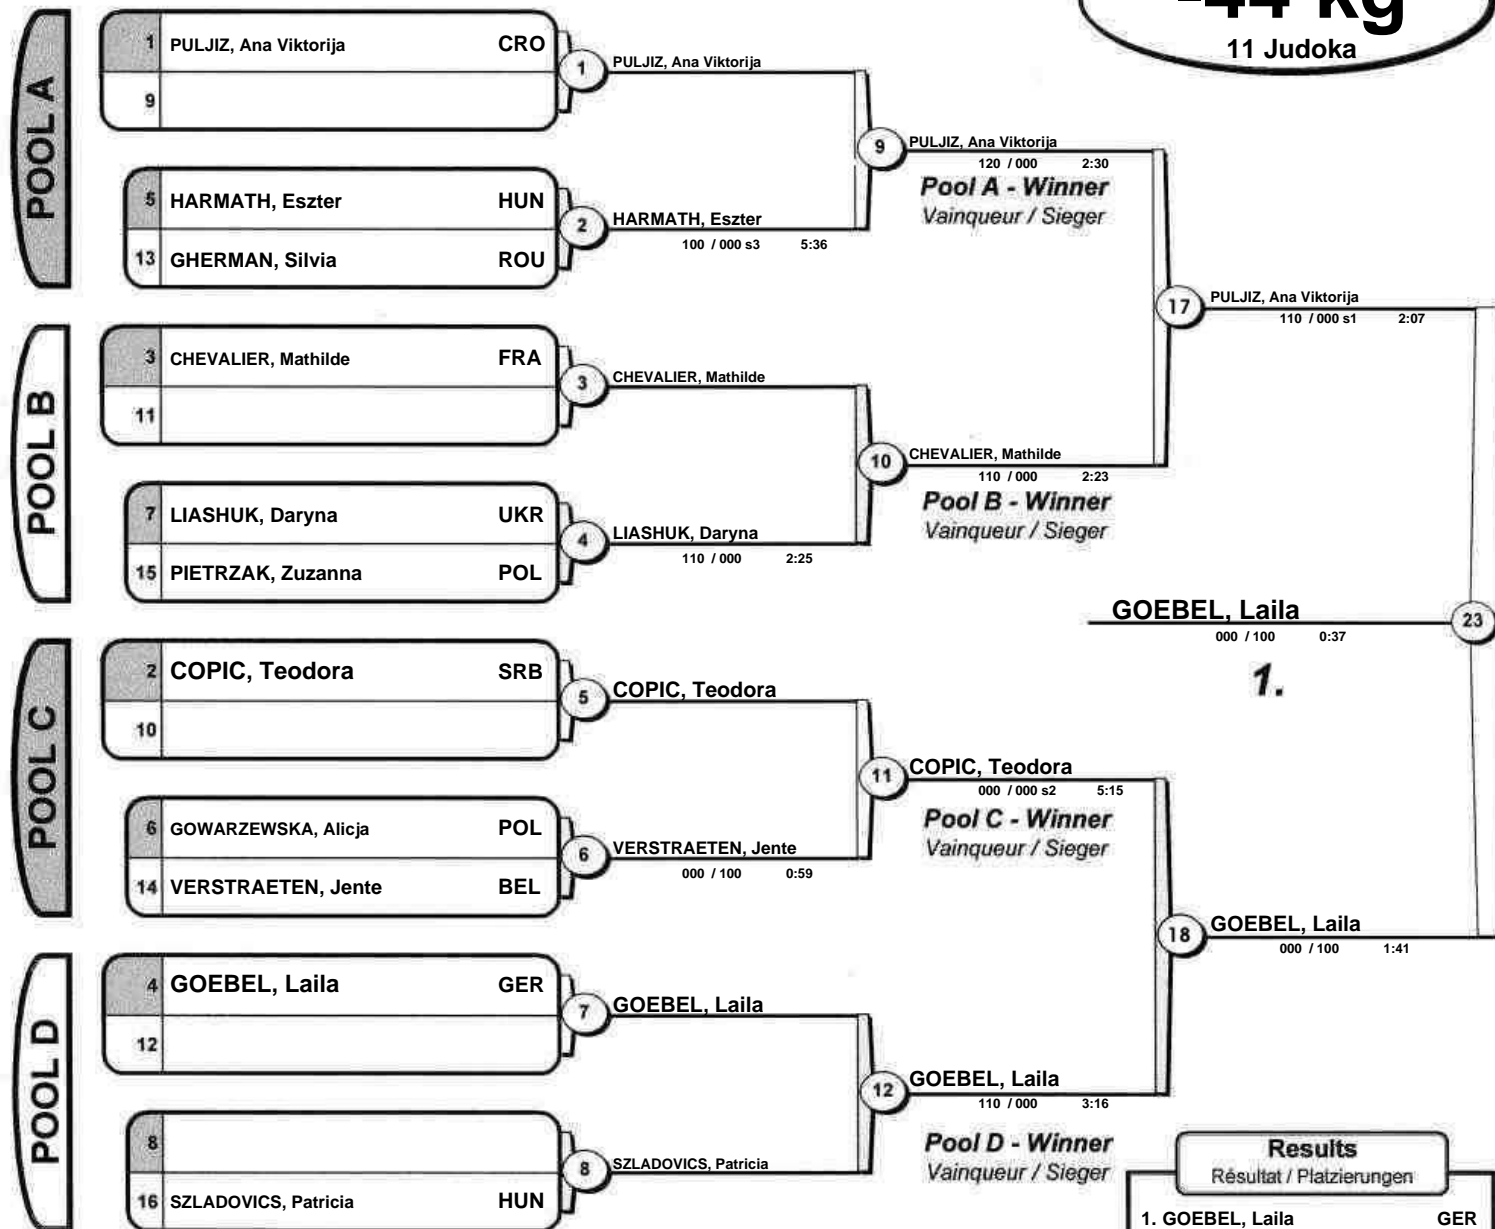 -44 kg
11 Judoka
POOL A
1 PULJIZ, Ana Viktorija CRO
9
1 PULJIZ, Ana Viktorija
5 HARMATH, Eszter HUN
13 GHERMAN, Silvia ROU
2 HARMATH, Eszter
100 / 000 s3 5:36
9 PULJIZ, Ana Viktorija
120 / 000 2:30
Pool A - Winner
Vainqueur / Sieger
POOL B
3 CHEVALIER, Mathilde FRA
11
3 CHEVALIER, Mathilde
7 LIASHUK, Daryna UKR
15 PIETRZAK, Zuzanna POL
4 LIASHUK, Daryna
110 / 000 2:25
10 CHEVALIER, Mathilde
110 / 000 2:23
Pool B - Winner
Vainqueur / Sieger
17 PULJIZ, Ana Viktorija
110 / 000 s1 2:07
GOEBEL, Laila 23
000 / 100 0:37
1.
POOL C
2 COPIC, Teodora SRB
10
5 COPIC, Teodora
6 GOWARZEWSKA, Alicja POL
14 VERSTRAETEN, Jente BEL
6 VERSTRAETEN, Jente
000 / 100 0:59
11 COPIC, Teodora
000 / 000 s2 5:15
Pool C - Winner
Vainqueur / Sieger
18 GOEBEL, Laila
000 / 100 1:41
POOL D
4 GOEBEL, Laila GER
12
7 GOEBEL, Laila
8
16 SZLADOVICS, Patricia HUN
8 SZLADOVICS, Patricia
12 GOEBEL, Laila
110 / 000 3:16
Pool D - Winner
Vainqueur / Sieger
Results
Résultat / Platzierungen
1. GOEBEL, Laila GER